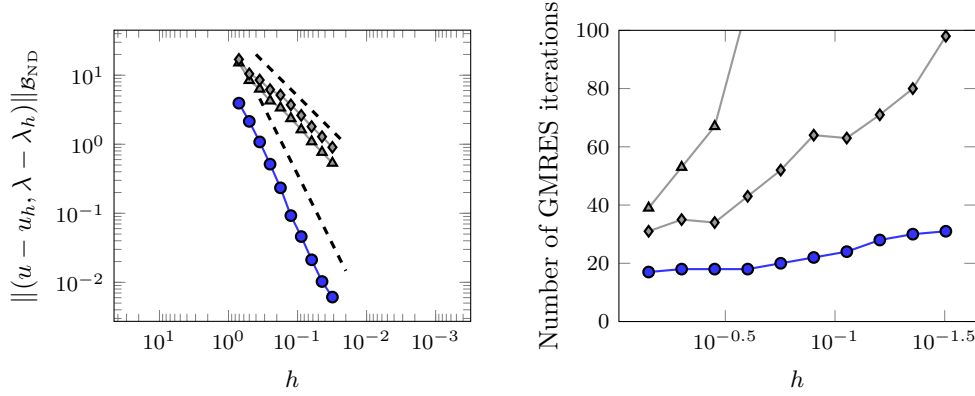 ‖(u − u_h, λ − λ_h)‖_{𝓑_ND}
10^1
10^0
10^−1
10^−2
10^1 10^0 10^−1 10^−2 10^−3
h
Number of GMRES iterations
100
80
60
40
20
0
10^−0.5 10^−1 10^−1.5
h